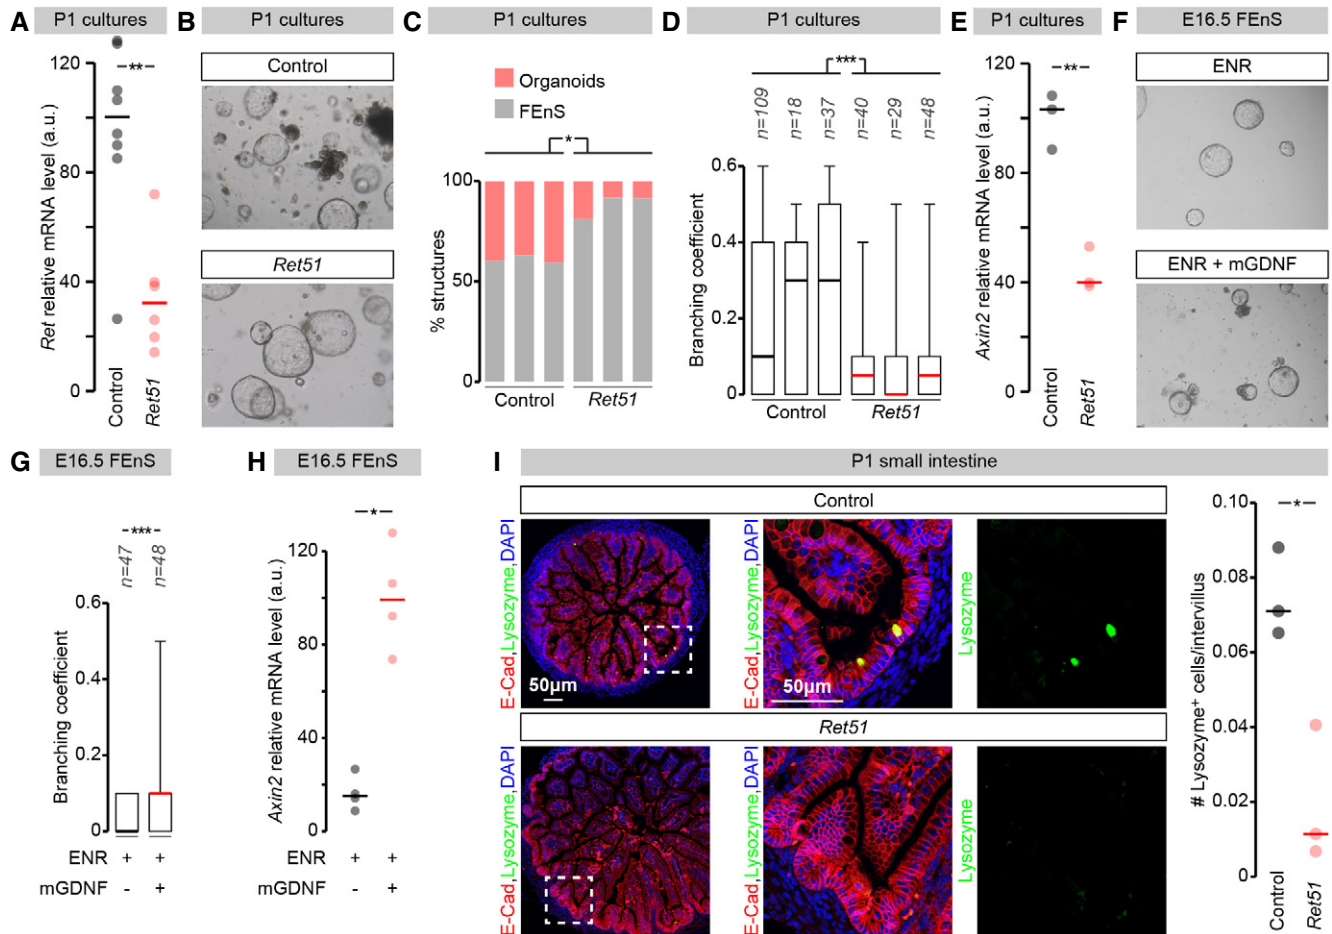 A P1 cultures
Ret relative mRNA level (a.u.)
120
80
40
0
**
Control
Ret51
B P1 cultures
Control
Ret51
C P1 cultures
Organoids
FEnS
*
% structures
100
50
0
Control
Ret51
D P1 cultures
***
n=109
n=18
n=37
n=40
n=29
n=48
Branching coefficient
0.6
0.4
0.2
0
Control
Ret51
E P1 cultures
Axin2 relative mRNA level (a.u.)
120
80
40
0
**
Control
Ret51
F E16.5 FEnS
ENR
ENR + mGDNF
G E16.5 FEnS
***
n=47
n=48
Branching coefficient
0.6
0.4
0.2
0
ENR + +
mGDNF - +
H E16.5 FEnS
*
Axin2 relative mRNA level (a.u.)
120
80
40
0
ENR + +
mGDNF - +
I P1 small intestine
Control
E-Cad,Lysozyme,DAPI
50µm
E-Cad,Lysozyme,DAPI
50µm
Lysozyme
Ret51
E-Cad,Lysozyme,DAPI
E-Cad,Lysozyme,DAPI
Lysozyme
# Lysozyme+ cells/intervillus
0.10
0.08
0.06
0.04
0.02
0
*
Control
Ret51